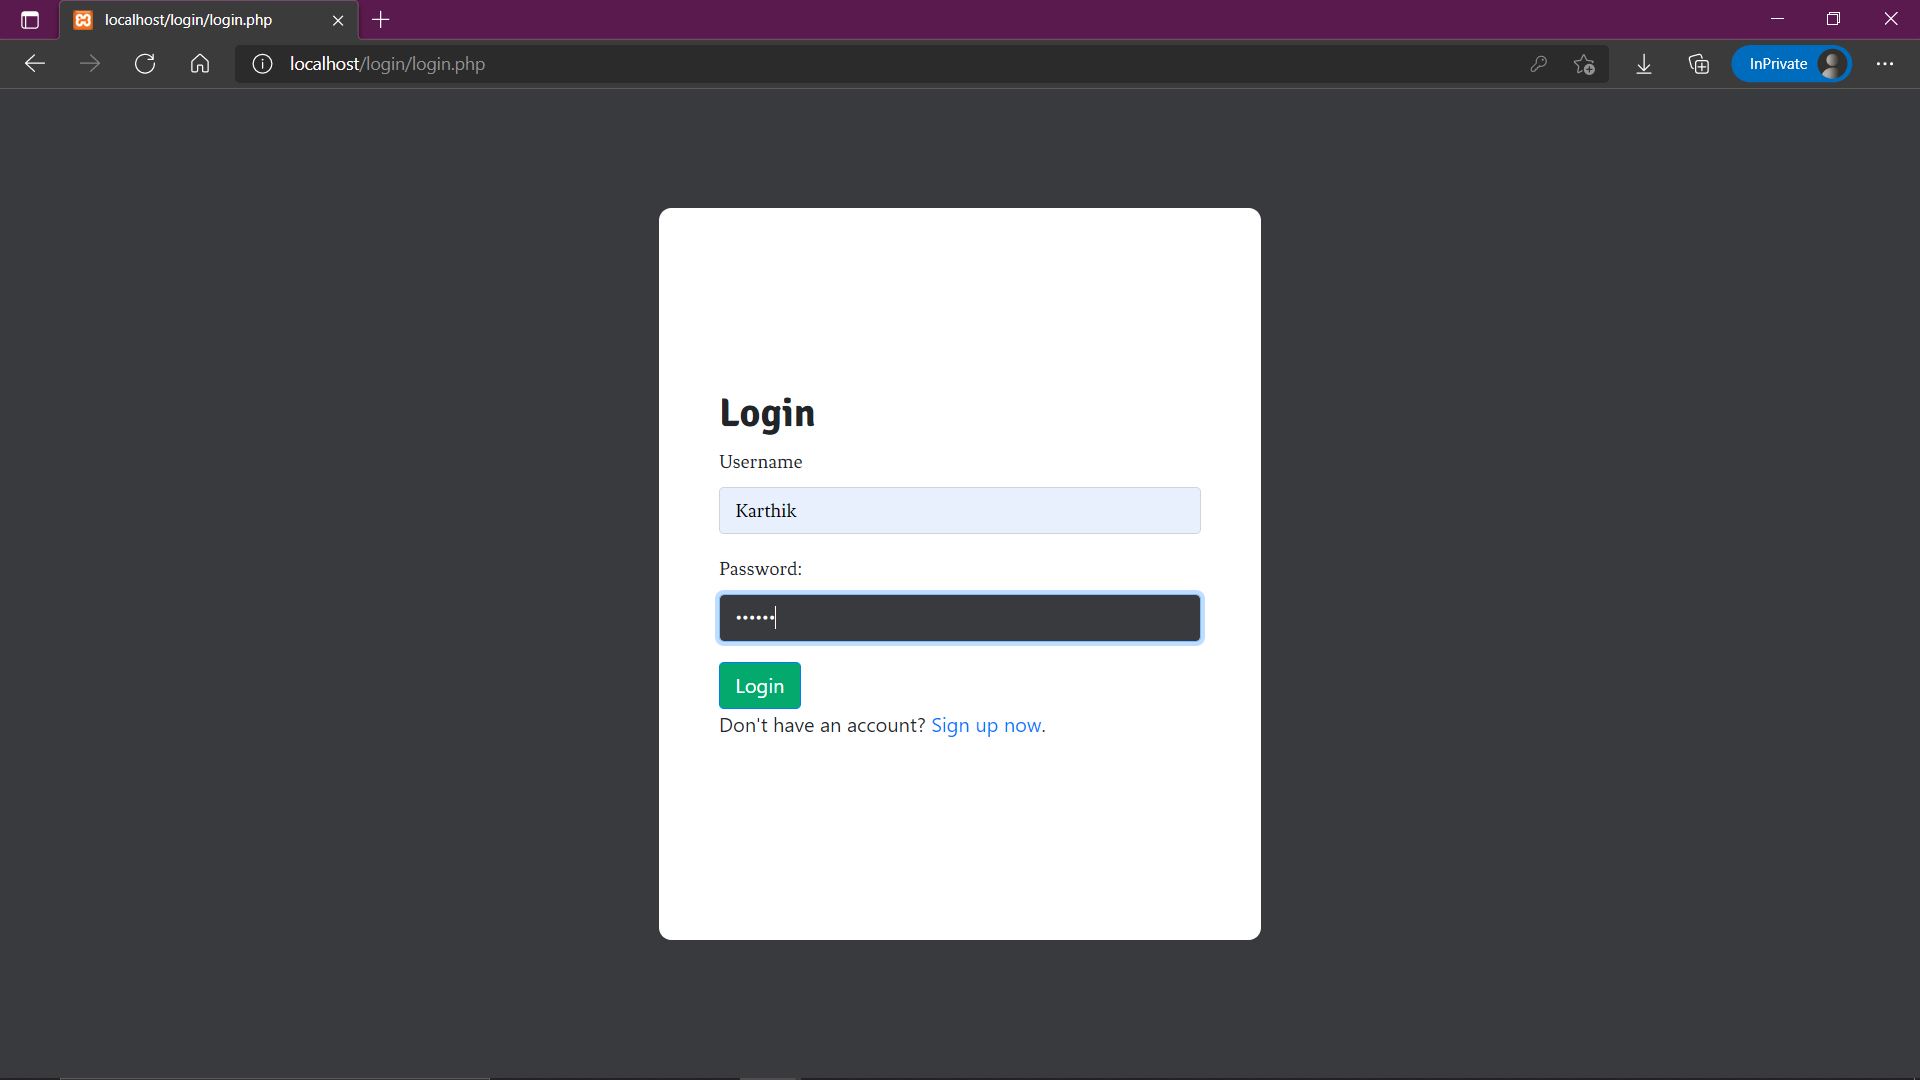 localhost/login/login.php
localhost/login/login.php
InPrivate
Login
Username
Karthik
Password:
••••••
Login
Don't have an account? Sign up now.